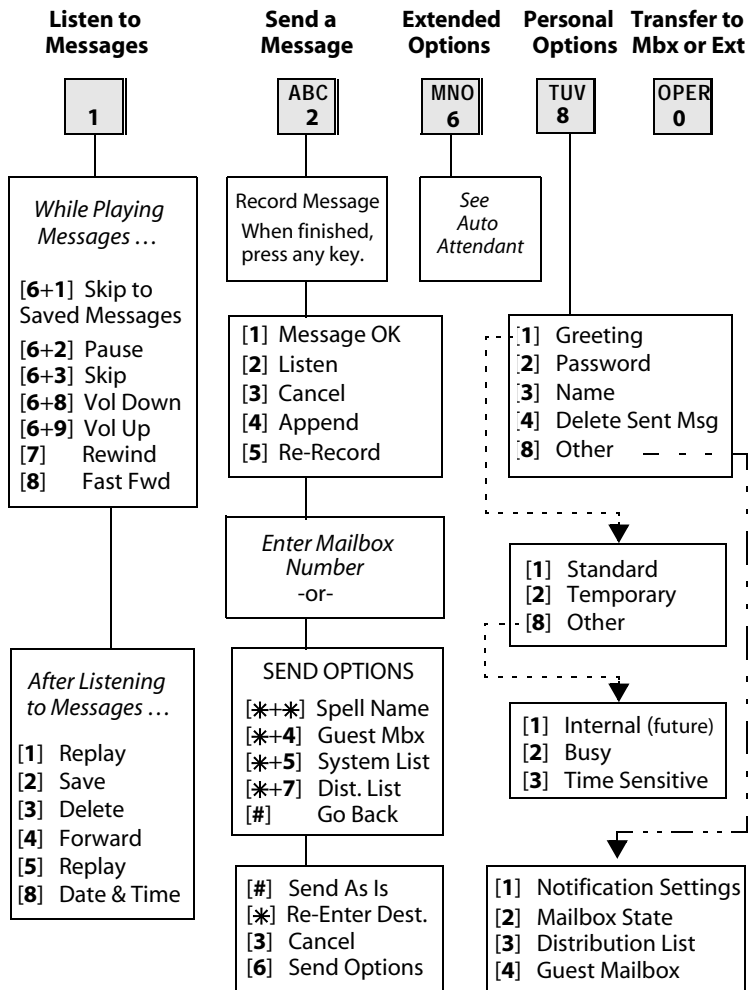 Listen to
Messages
1
While Playing
Messages …
[6+1] Skip to
Saved Messages
[6+2] Pause
[6+3] Skip
[6+8] Vol Down
[6+9] Vol Up
[7] Rewind
[8] Fast Fwd
After Listening
to Messages …
[1] Replay
[2] Save
[3] Delete
[4] Forward
[5] Replay
[8] Date & Time
Send a
Message
ABC
2
Record Message
When finished,
press any key.
[1] Message OK
[2] Listen
[3] Cancel
[4] Append
[5] Re-Record
Enter Mailbox
Number
-or-
SEND OPTIONS
[✳+✳] Spell Name
[✳+4] Guest Mbx
[✳+5] System List
[✳+7] Dist. List
[#] Go Back
[#] Send As Is
[✳] Re-Enter Dest.
[3] Cancel
[6] Send Options
Extended
Options
MNO
6
See
Auto
Attendant
Personal
Options
TUV
8
[1] Greeting
[2] Password
[3] Name
[4] Delete Sent Msg
[8] Other
[1] Standard
[2] Temporary
[8] Other
[1] Internal (future)
[2] Busy
[3] Time Sensitive
[1] Notification Settings
[2] Mailbox State
[3] Distribution List
[4] Guest Mailbox
Transfer to
Mbx or Ext
OPER
0